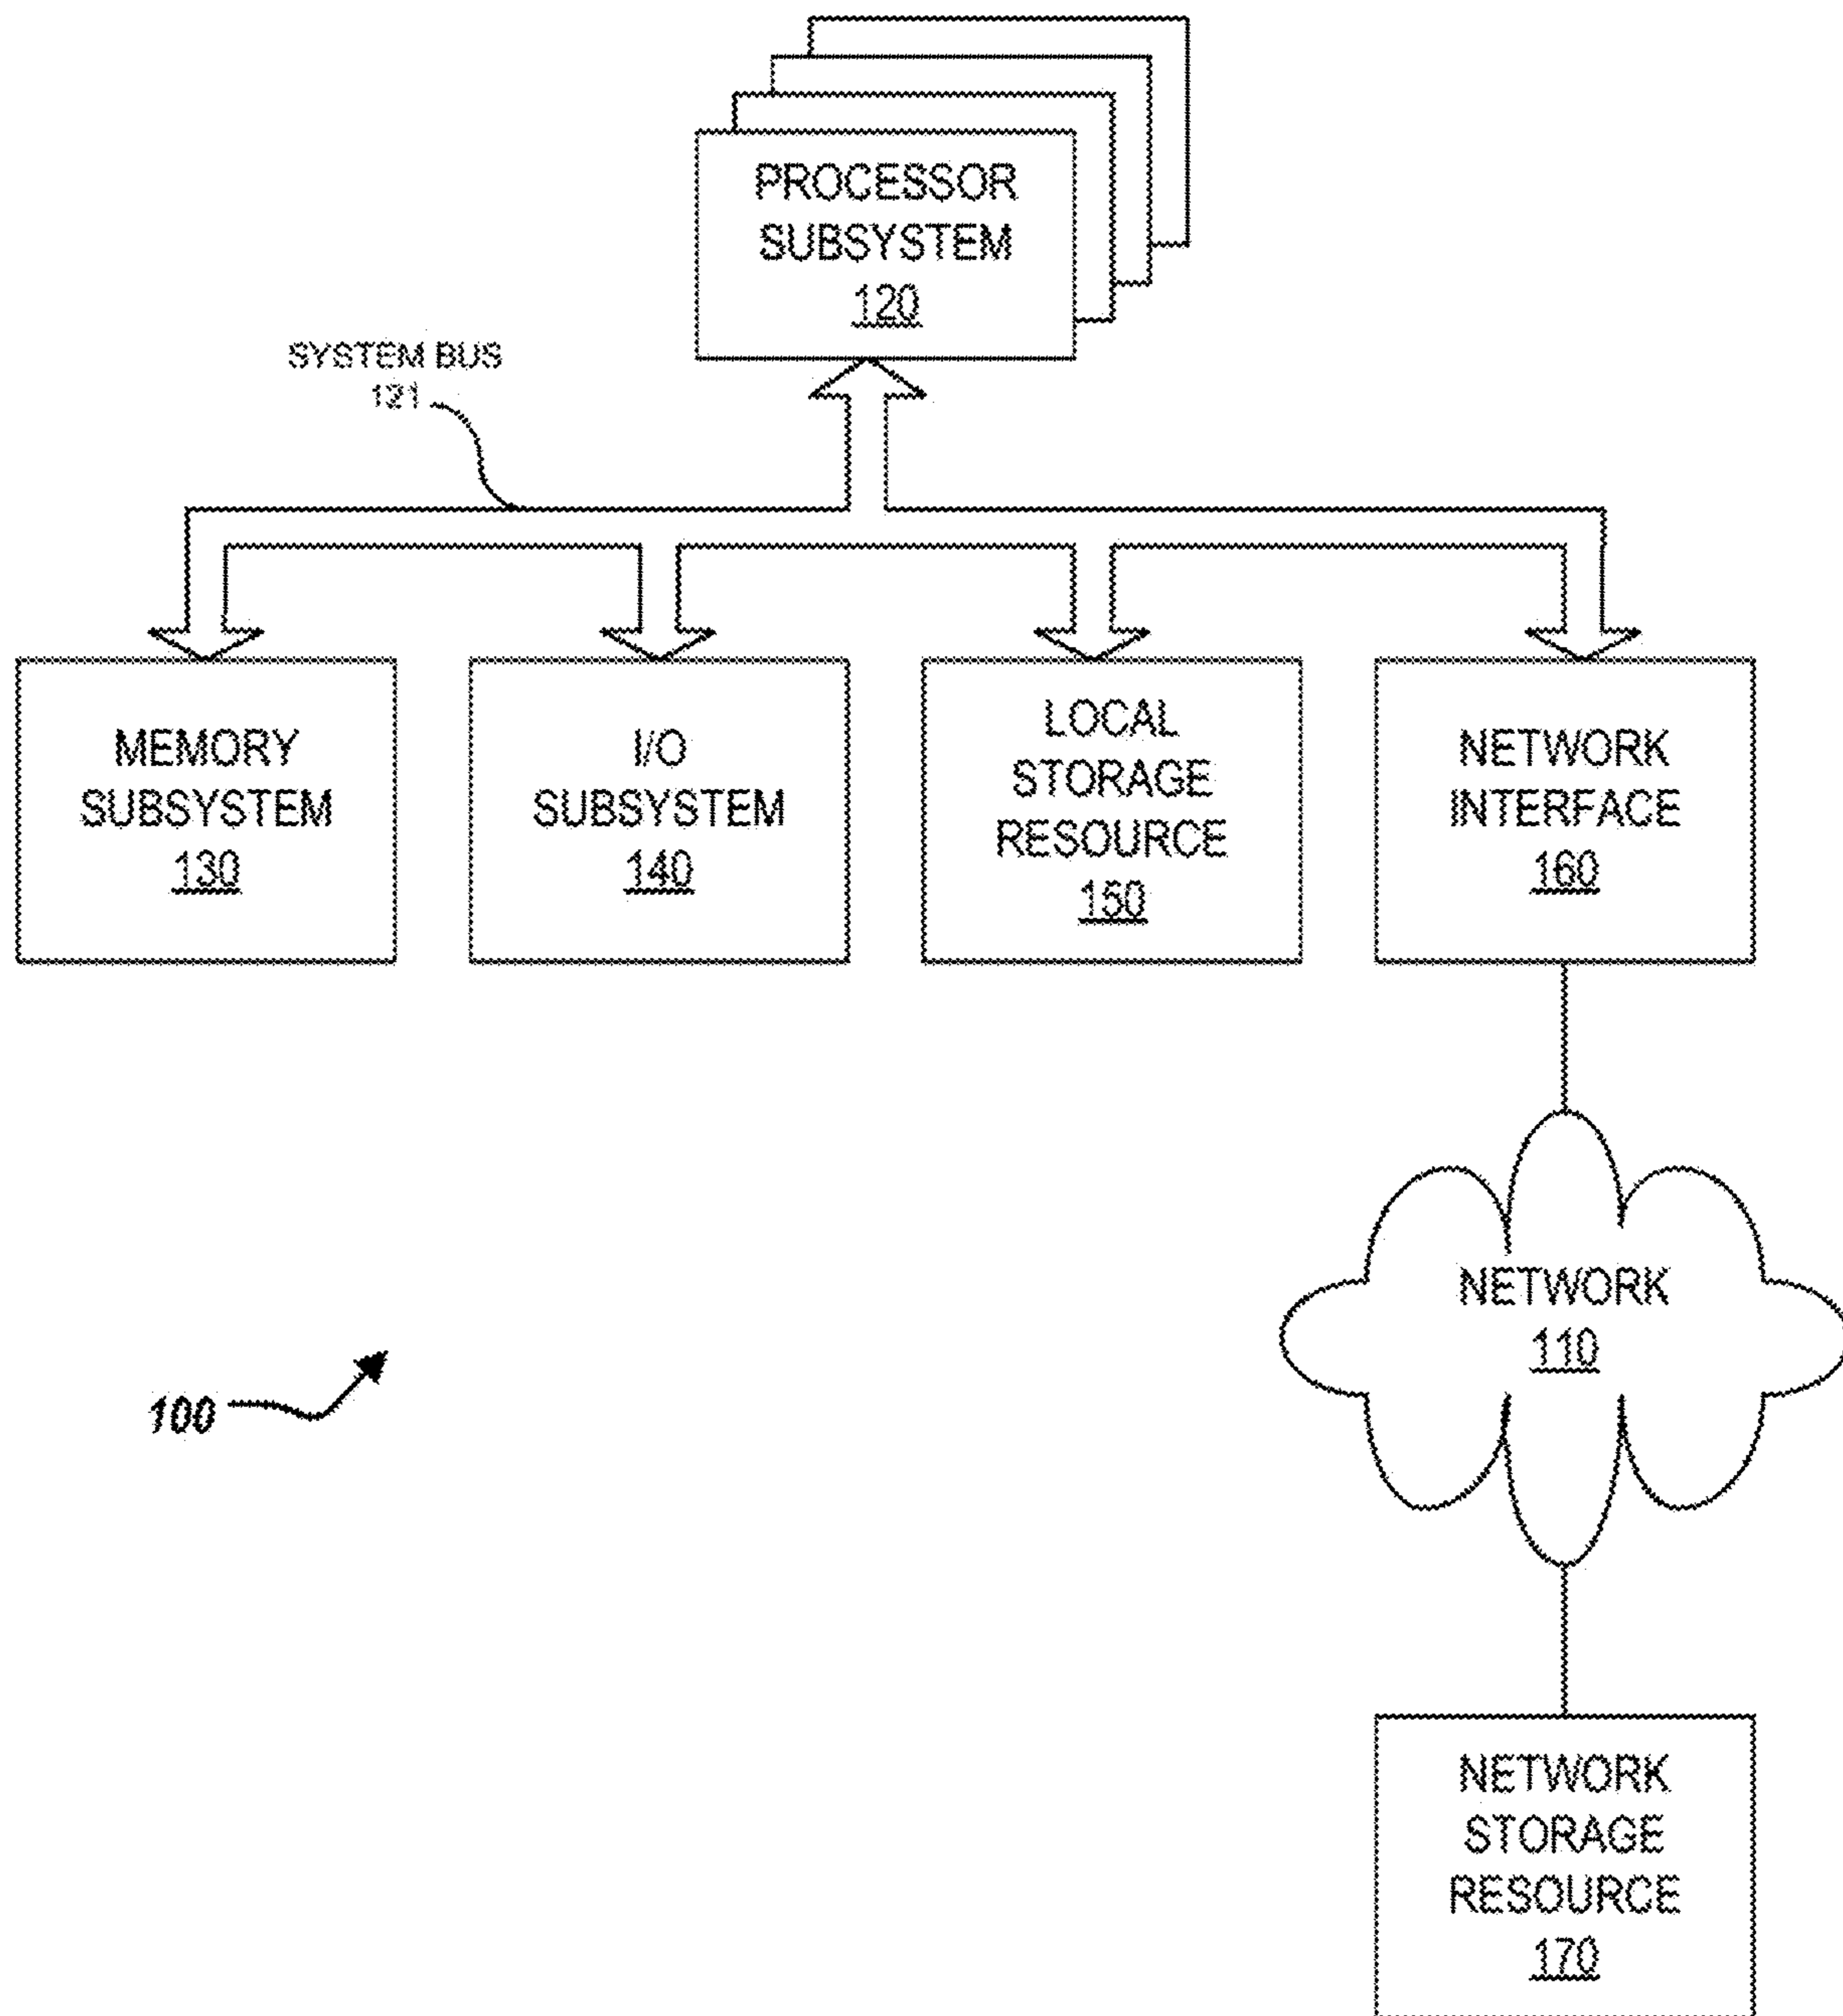 PROCESSOR
SUBSYSTEM
120
SYSTEM BUS
121
MEMORY
SUBSYSTEM
130
I/O
SUBSYSTEM
140
LOCAL
STORAGE
RESOURCE
150
NETWORK
INTERFACE
160
NETWORK
110
100
NETWORK
STORAGE
RESOURCE
170